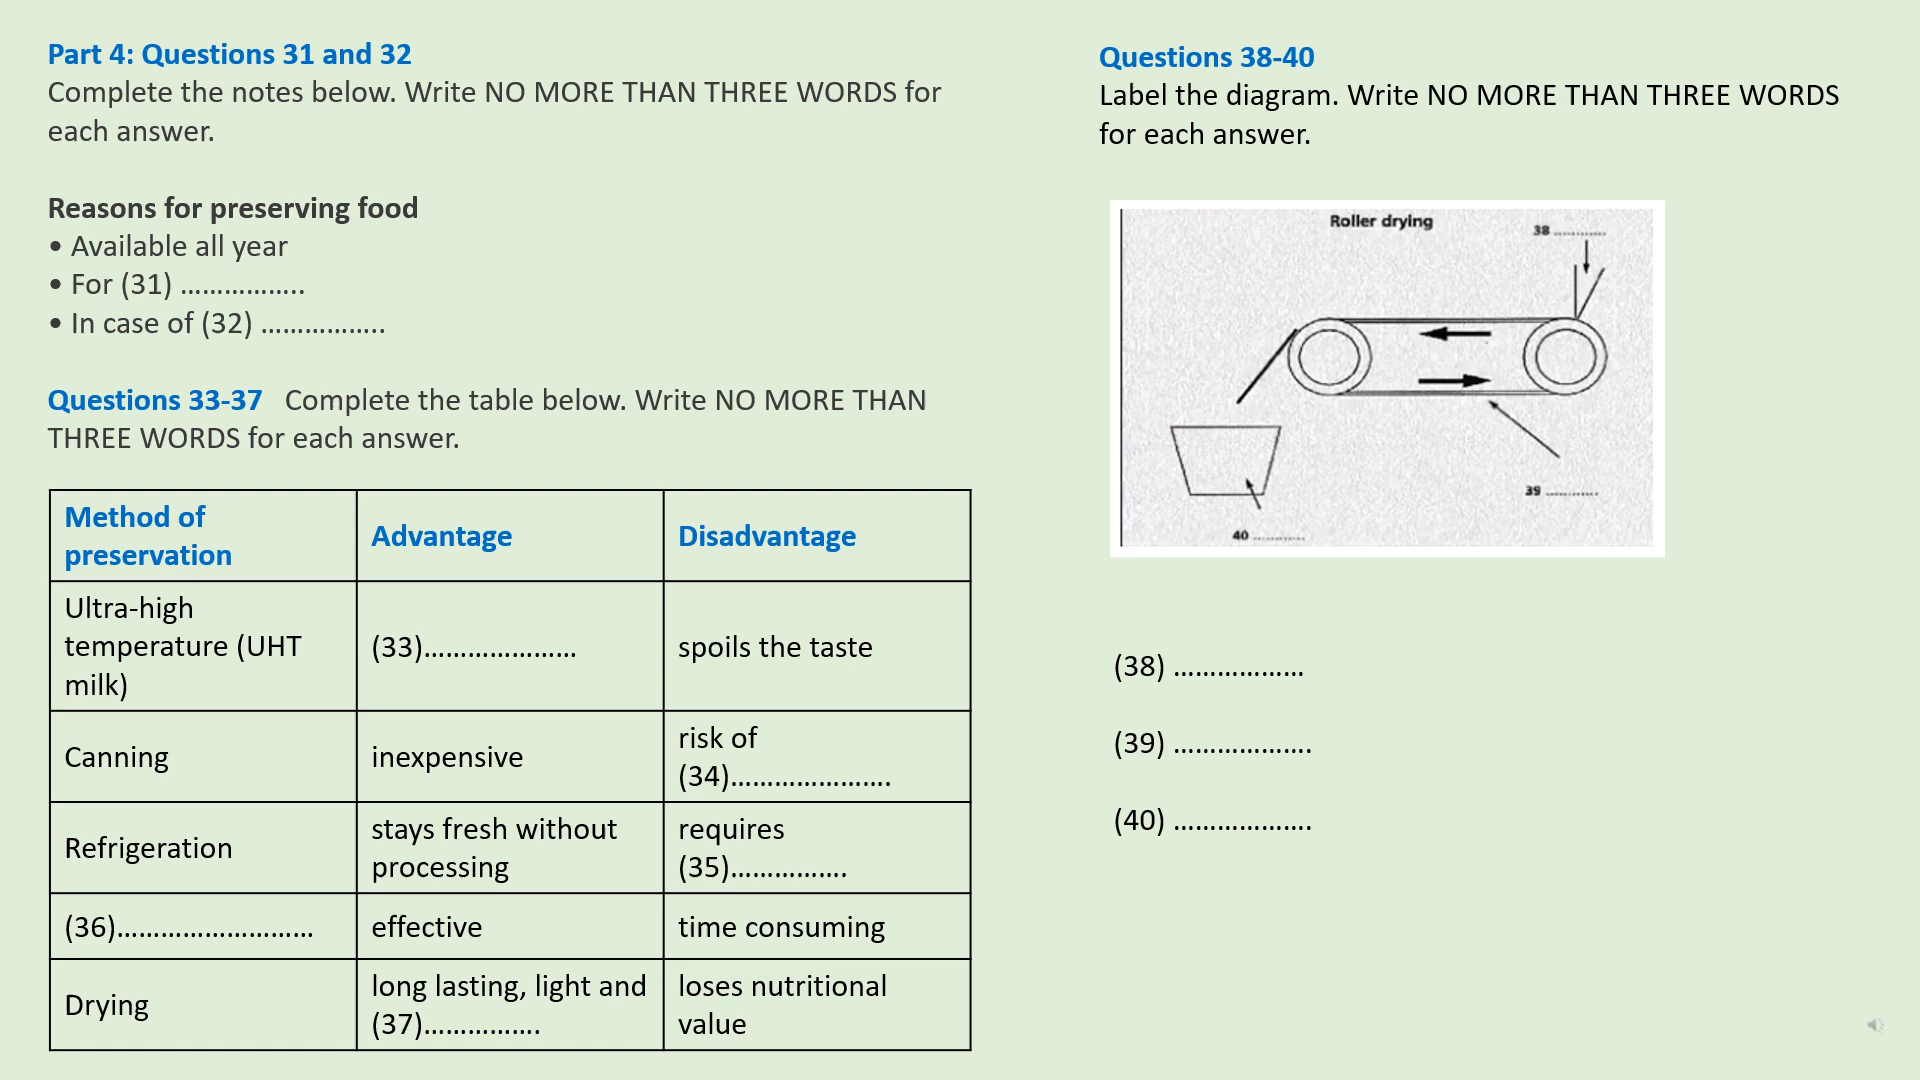 Part 4: Questions 31 and 32
Complete the notes below. Write NO MORE THAN THREE WORDS for
each answer.
Reasons for preserving food
• Available all year
• For (31) ……………..
• In case of (32) ……………..
Questions 33-37   Complete the table below. Write NO MORE THAN
THREE WORDS for each answer.
Method of
preservation
Advantage
Disadvantage
Ultra-high
temperature (UHT
milk)
(33)…………………
spoils the taste
Canning
inexpensive
risk of
(34)………………….
Refrigeration
stays fresh without
processing
requires
(35)…………….
(36)………………………
effective
time consuming
Drying
long lasting, light and
(37)…………….
loses nutritional
value
Questions 38-40
Label the diagram. Write NO MORE THAN THREE WORDS
for each answer.
Roller drying
38 ............
39 ............
40 ............
(38) ………………
(39) ……………….
(40) ……………….